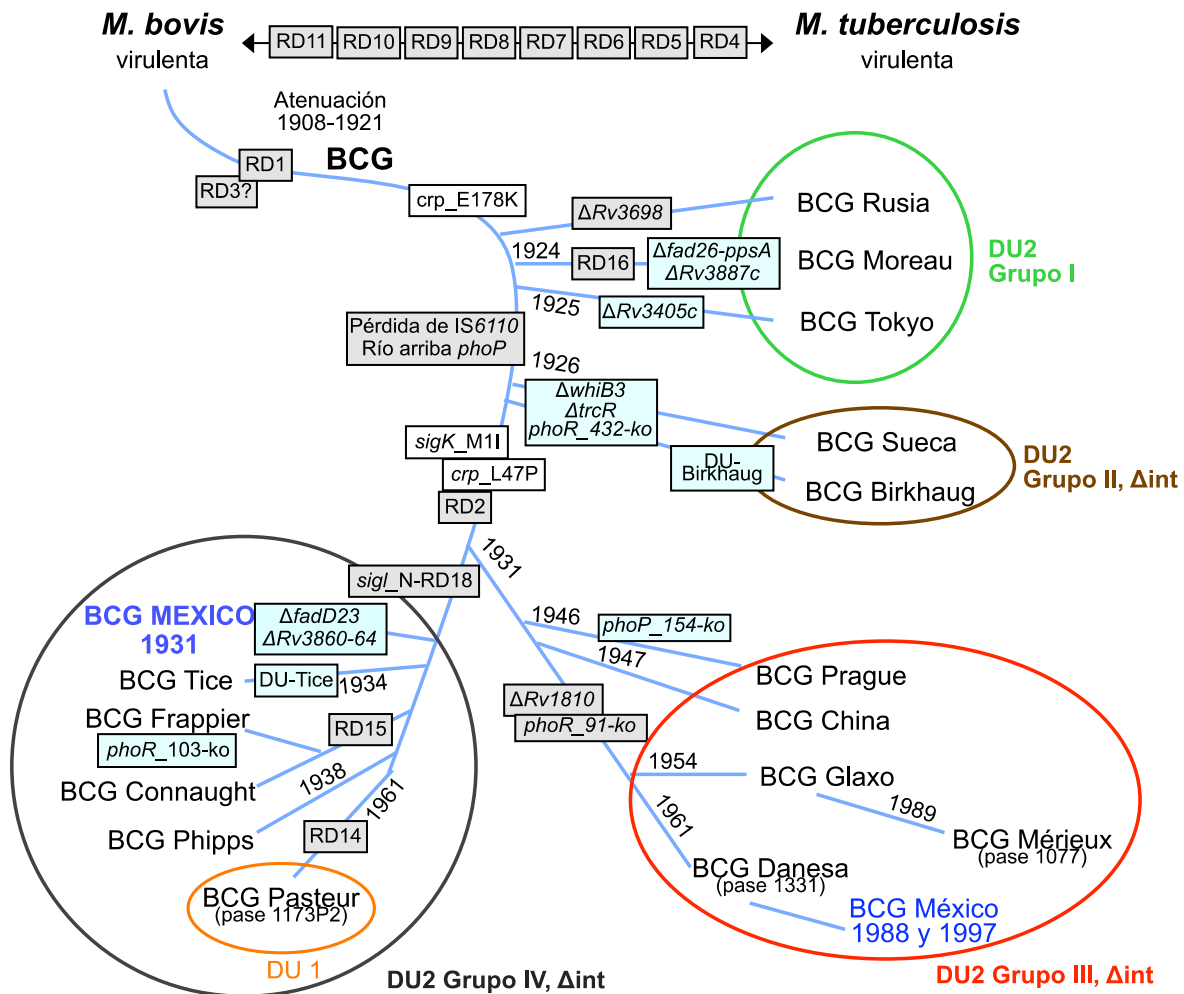 M. bovis
virulenta
RD11 RD10 RD9 RD8 RD7 RD6 RD5 RD4
M. tuberculosis
virulenta
Atenuación
1908-1921
RD1
RD3?
BCG
crp_E178K
ΔRv3698
BCG Rusia
1924
RD16
Δfad26-ppsA
ΔRv3887c
BCG Moreau
DU2
Grupo I
1925
ΔRv3405c
BCG Tokyo
Pérdida de IS6110
Río arriba phoP
1926
ΔwhiB3
ΔtrcR
phoR_432-ko
BCG Sueca
DU-
Birkhaug
BCG Birkhaug
DU2
Grupo II, Δint
sigK_M1I
crp_L47P
RD2
1931
sigI_N-RD18
BCG MEXICO
1931
ΔfadD23
ΔRv3860-64
BCG Tice
DU-Tice
1934
BCG Frappier
phoR_103-ko
RD15
BCG Connaught
1938
BCG Phipps
1961
RD14
BCG Pasteur
(pase 1173P2)
DU 1
DU2 Grupo IV, Δint
1946
phoP_154-ko
1947
BCG Prague
BCG China
ΔRv1810
phoR_91-ko
1954
BCG Glaxo
1989
BCG Mérieux
(pase 1077)
1961
BCG Danesa
(pase 1331)
BCG México
1988 y 1997
DU2 Grupo III, Δint